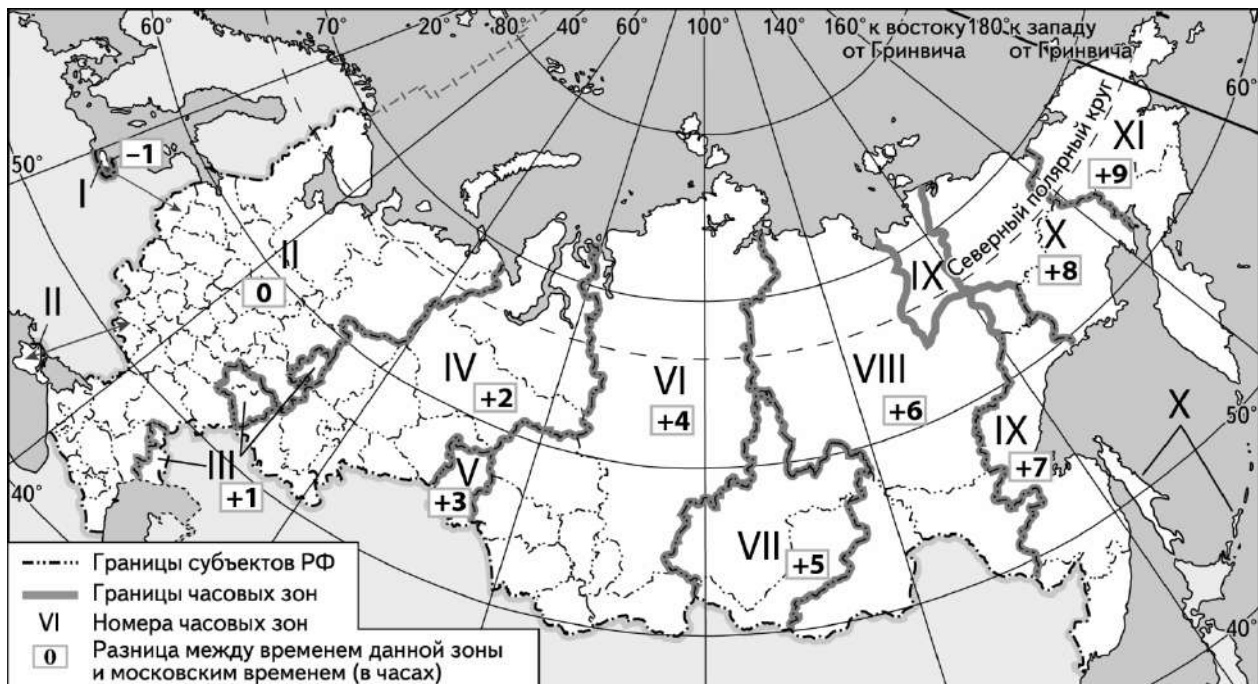 60° 70° 20° 40° 60° 80° 100 120 140° 160° к востоку от Гринвича 180° к западу от Гринвича
60°
50°
–1
I
Северный полярный круг
XI
+9
II
0
II
IX
X
+8
IV
+2
VI
+4
VIII
+6
X
50°
III
+1
V
+3
IX
+7
40°
VII
+5
40°
Границы субъектов РФ
Границы часовых зон
VI Номера часовых зон
0 Разница между временем данной зоны
и московским временем (в часах)